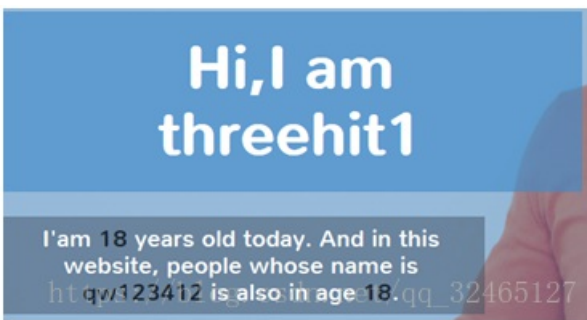 Hi,I am
threehit1
I'am 18 years old today. And in this
website, people whose name is
qw123412 is also in age 18.